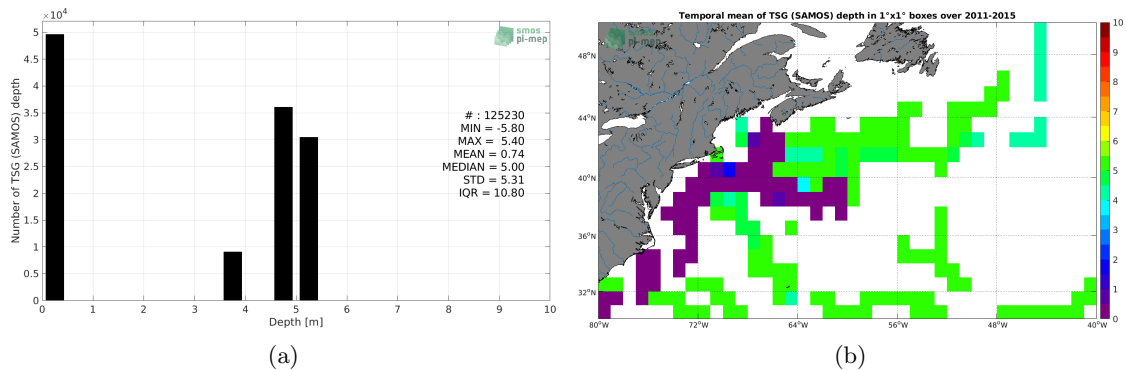 ×10⁴
5
4.5
4
3.5
3
2.5
2
1.5
1
0.5
0
Number of TSG (SAMOS) depth
smos
pi-mep
# : 125230
MIN = -5.80
MAX = 5.40
MEAN = 0.74
MEDIAN = 5.00
STD = 5.31
IQR = 10.80
0 1 2 3 4 5 6 7 8 9 10
Depth [m]
(a)
Temporal mean of TSG (SAMOS) depth in 1°x1° boxes over 2011-2015
smos
pi-mep
48°N
44°N
40°N
36°N
32°N
80°W 72°W 64°W 56°W 48°W 40°W
10
9
8
7
6
5
4
3
2
1
0
(b)